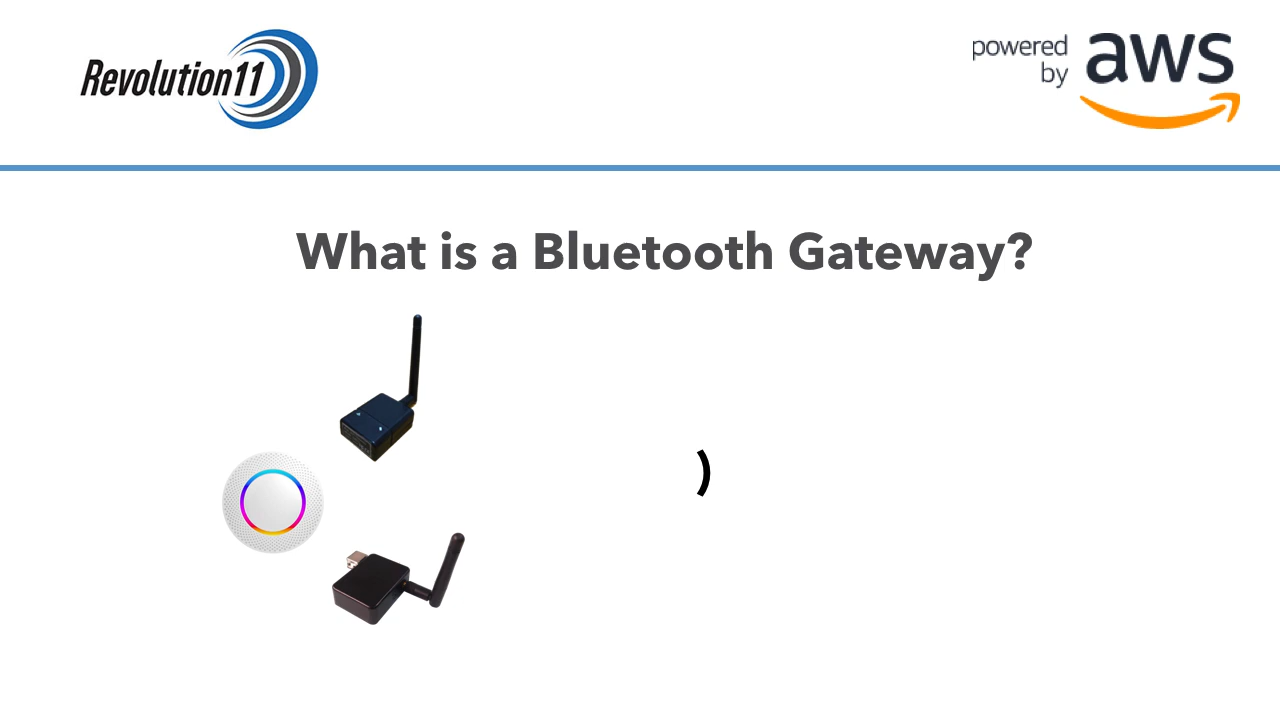 Revolution11
powered
by
aws
What is a Bluetooth Gateway?
)